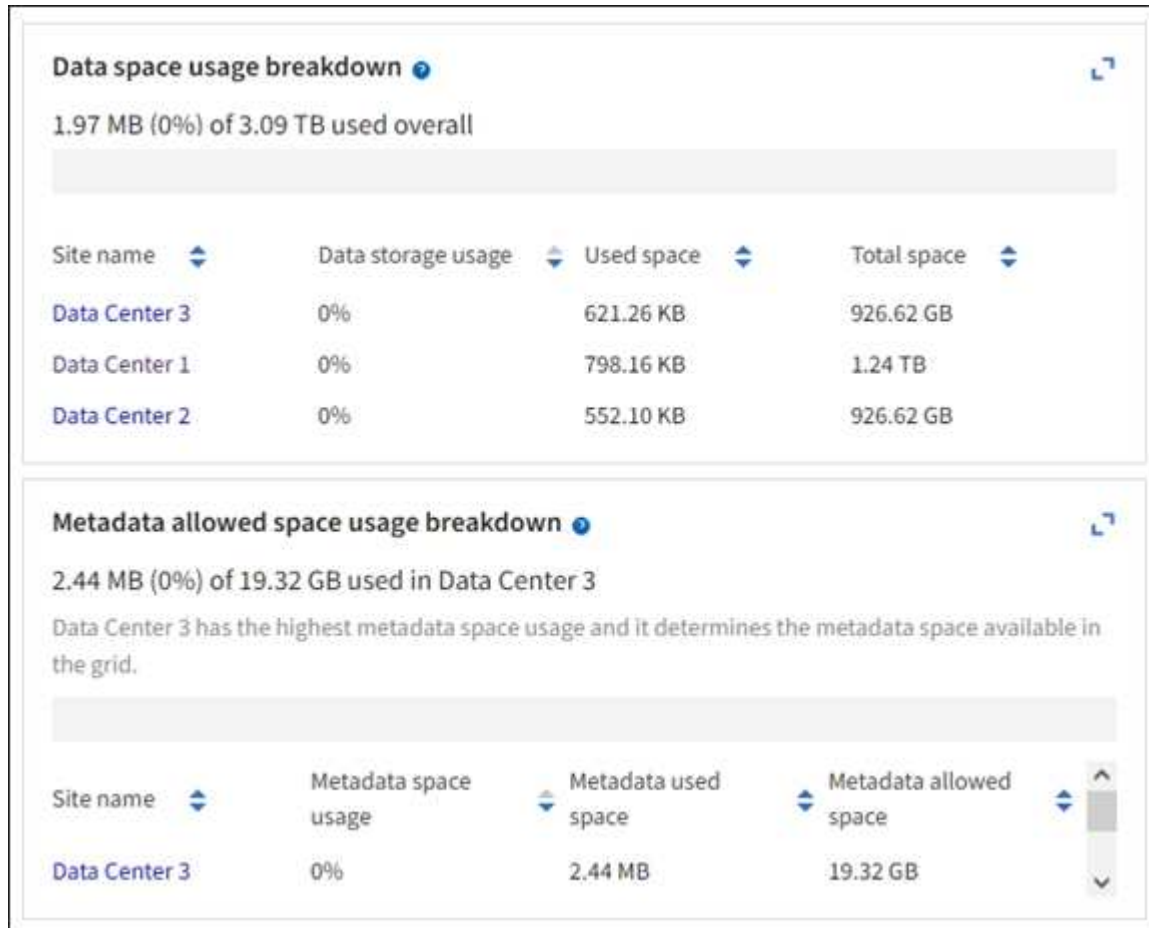 Data space usage breakdown ?
1.97 MB (0%) of 3.09 TB used overall
Site name Data storage usage Used space Total space
Data Center 3 0% 621.26 KB 926.62 GB
Data Center 1 0% 798.16 KB 1.24 TB
Data Center 2 0% 552.10 KB 926.62 GB
Metadata allowed space usage breakdown ?
2.44 MB (0%) of 19.32 GB used in Data Center 3
Data Center 3 has the highest metadata space usage and it determines the metadata space available in
the grid.
Site name Metadata space usage Metadata used space Metadata allowed space
Data Center 3 0% 2.44 MB 19.32 GB